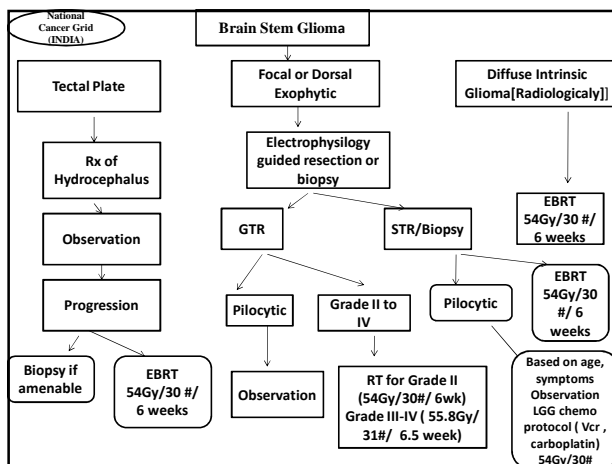 National
Cancer Grid
(INDIA)
Brain Stem Glioma
Tectal Plate
Rx of
Hydrocephalus
Observation
Progression
Biopsy if
amenable
EBRT
54Gy/30 #/
6 weeks
Focal or Dorsal
Exophytic
Electrophysilogy
guided resection or
biopsy
GTR
STR/Biopsy
Pilocytic
Grade II to
IV
Observation
RT for Grade II
(54Gy/30#/ 6wk)
Grade III-IV ( 55.8Gy/
31#/ 6.5 week)
Pilocytic
EBRT
54Gy/30
#/ 6
weeks
Based on age,
symptoms
Observation
LGG chemo
protocol ( Vcr ,
carboplatin)
54Gy/30#
Diffuse Intrinsic
Glioma[Radiologicaly]]
EBRT
54Gy/30 #/
6 weeks